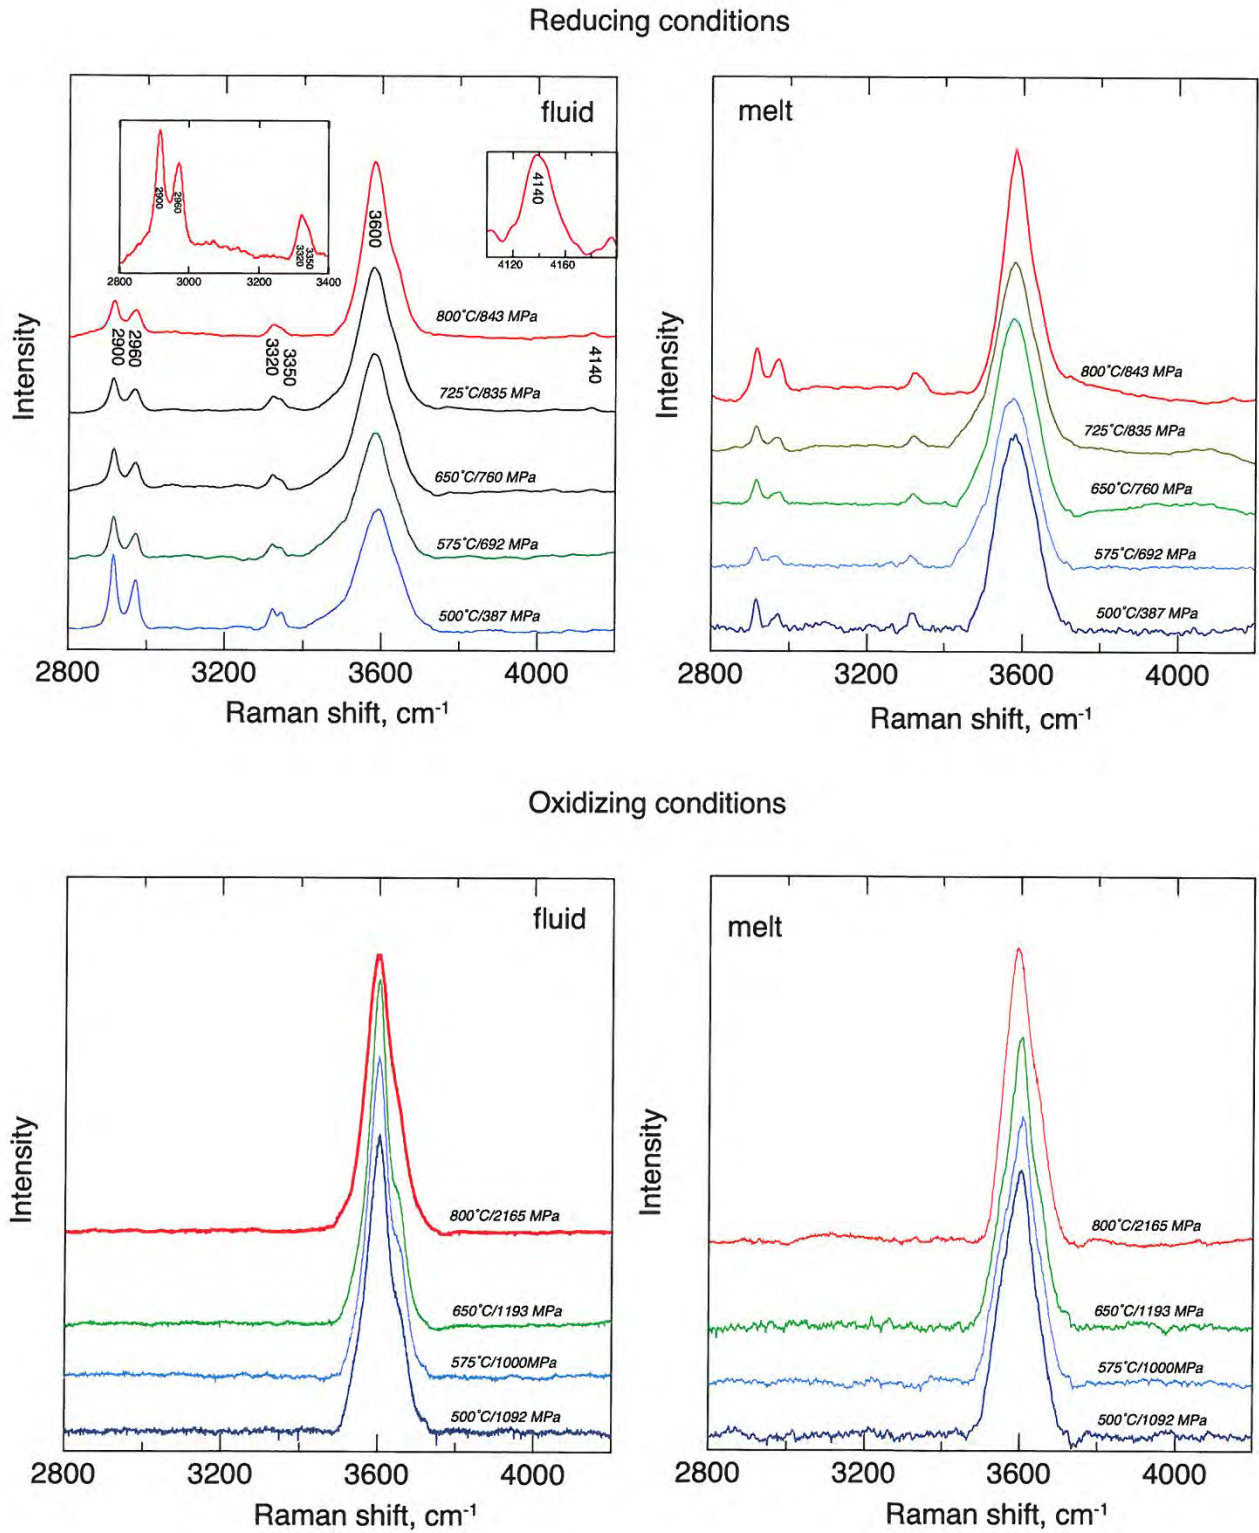 Reducing conditions
fluid
2900
2960
3320
3350
2800 3000 3200 3400
4140
4120 4160
3600
800˚C/843 MPa
2900
2960
3320
3350
4140
725˚C/835 MPa
650˚C/760 MPa
575˚C/692 MPa
500˚C/387 MPa
Intensity
2800 3200 3600 4000
Raman shift, cm-1
melt
800˚C/843 MPa
725˚C/835 MPa
650˚C/760 MPa
575˚C/692 MPa
500˚C/387 MPa
Intensity
2800 3200 3600 4000
Raman shift, cm-1
Oxidizing conditions
fluid
800˚C/2165 MPa
650˚C/1193 MPa
575˚C/1000MPa
500˚C/1092 MPa
Intensity
2800 3200 3600 4000
Raman shift, cm-1
melt
800˚C/2165 MPa
650˚C/1193 MPa
575˚C/1000MPa
500˚C/1092 MPa
Intensity
2800 3200 3600 4000
Raman shift, cm-1